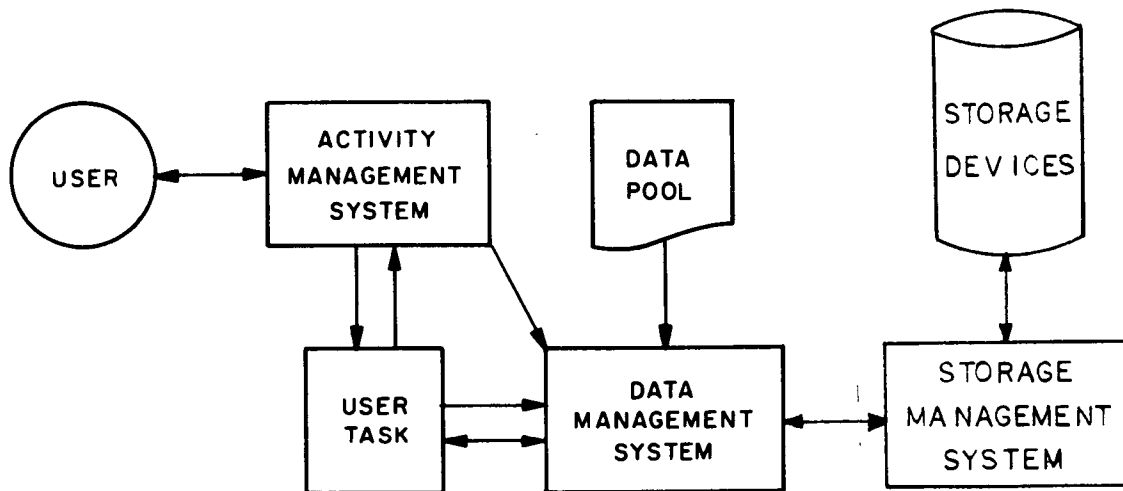 USER
ACTIVITY
MANAGEMENT
SYSTEM
DATA
POOL
STORAGE
DEVICES
USER
TASK
DATA
MANAGEMENT
SYSTEM
STORAGE
MANAGEMENT
SYSTEM